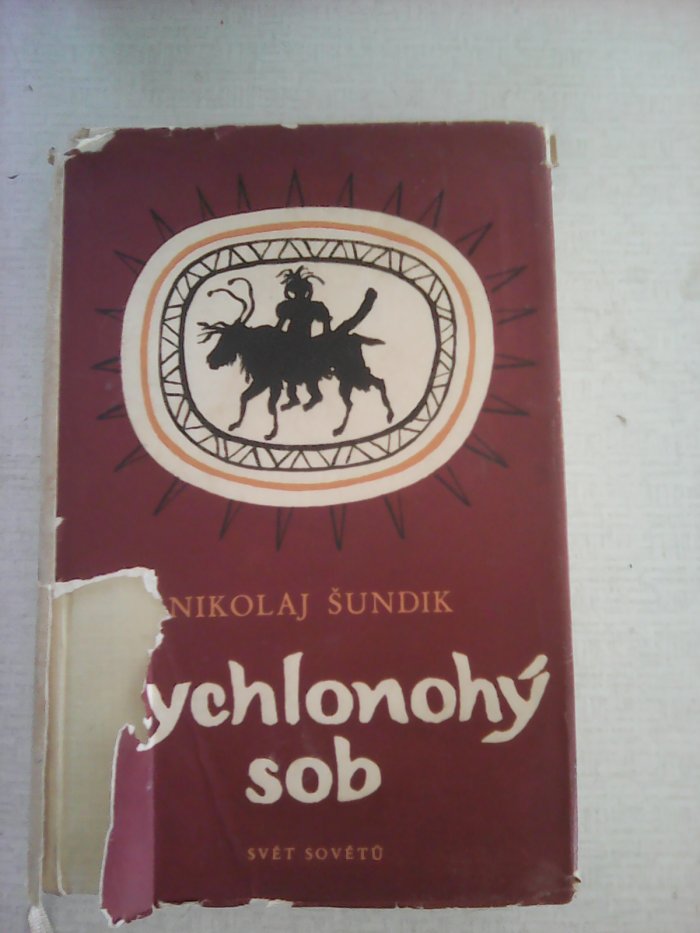 NIKOLAJ ŠUNDIK
ychlonohý
sob
SVĚT SOVĚTŮ